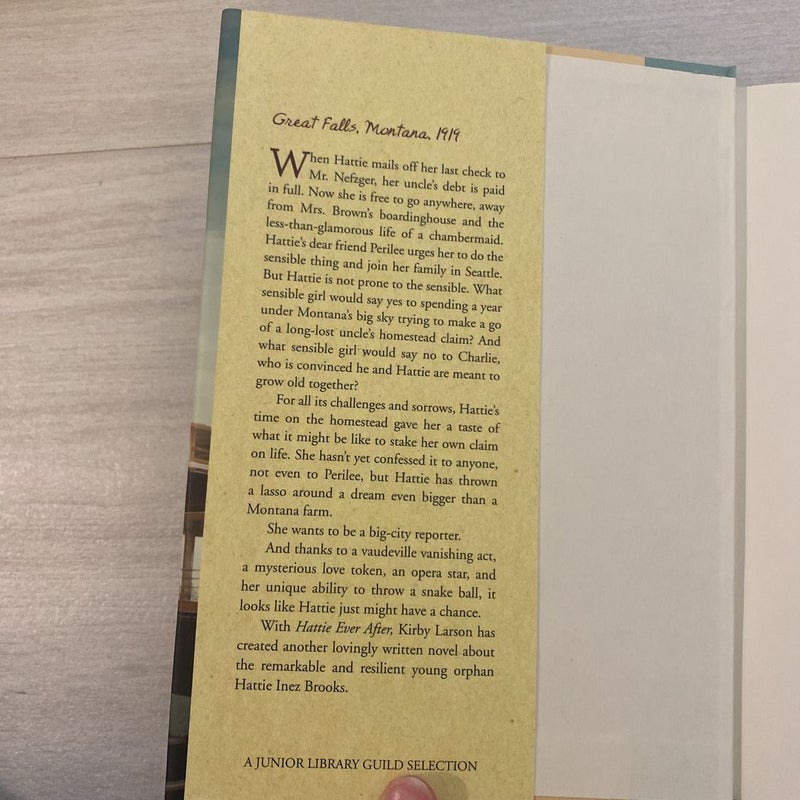 Great Falls, Montana, 1919
When Hattie mails off her last check to
Mr. Nefzger, her uncle's debt is paid
in full. Now she is free to go anywhere, away
from Mrs. Brown's boardinghouse and the
less-than-glamorous life of a chambermaid.
Hattie's dear friend Perilee urges her to do the
sensible thing and join her family in Seattle.
But Hattie is not prone to the sensible. What
sensible girl would say yes to spending a year
under Montana's big sky trying to make a go
of a long-lost uncle's homestead claim? And
what sensible girl would say no to Charlie,
who is convinced he and Hattie are meant to
grow old together?
For all its challenges and sorrows, Hattie's
time on the homestead gave her a taste of
what it might be like to stake her own claim
on life. She hasn't yet confessed it to anyone,
not even to Perilee, but Hattie has thrown
a lasso around a dream even bigger than a
Montana farm.
She wants to be a big-city reporter.
And thanks to a vaudeville vanishing act,
a mysterious love token, an opera star, and
her unique ability to throw a snake ball, it
looks like Hattie just might have a chance.
With Hattie Ever After, Kirby Larson has
created another lovingly written novel about
the remarkable and resilient young orphan
Hattie Inez Brooks.
A JUNIOR LIBRARY GUILD SELECTION